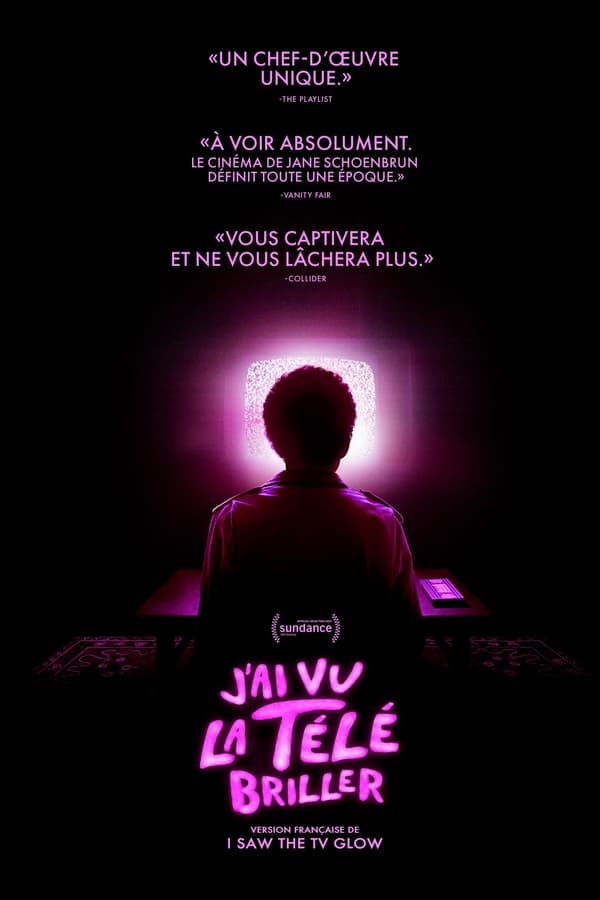 «UN CHEF-D'ŒUVRE
UNIQUE.»
-THE PLAYLIST
«À VOIR ABSOLUMENT.
LE CINÉMA DE JANE SCHOENBRUN
DÉFINIT TOUTE UNE ÉPOQUE.»
-VANITY FAIR
«VOUS CAPTIVERA
ET NE VOUS LÂCHERA PLUS.»
-COLLIDER
sundance
J'AI VU
LA TÉLÉ
BRILLER
VERSION FRANÇAISE DE
I SAW THE TV GLOW